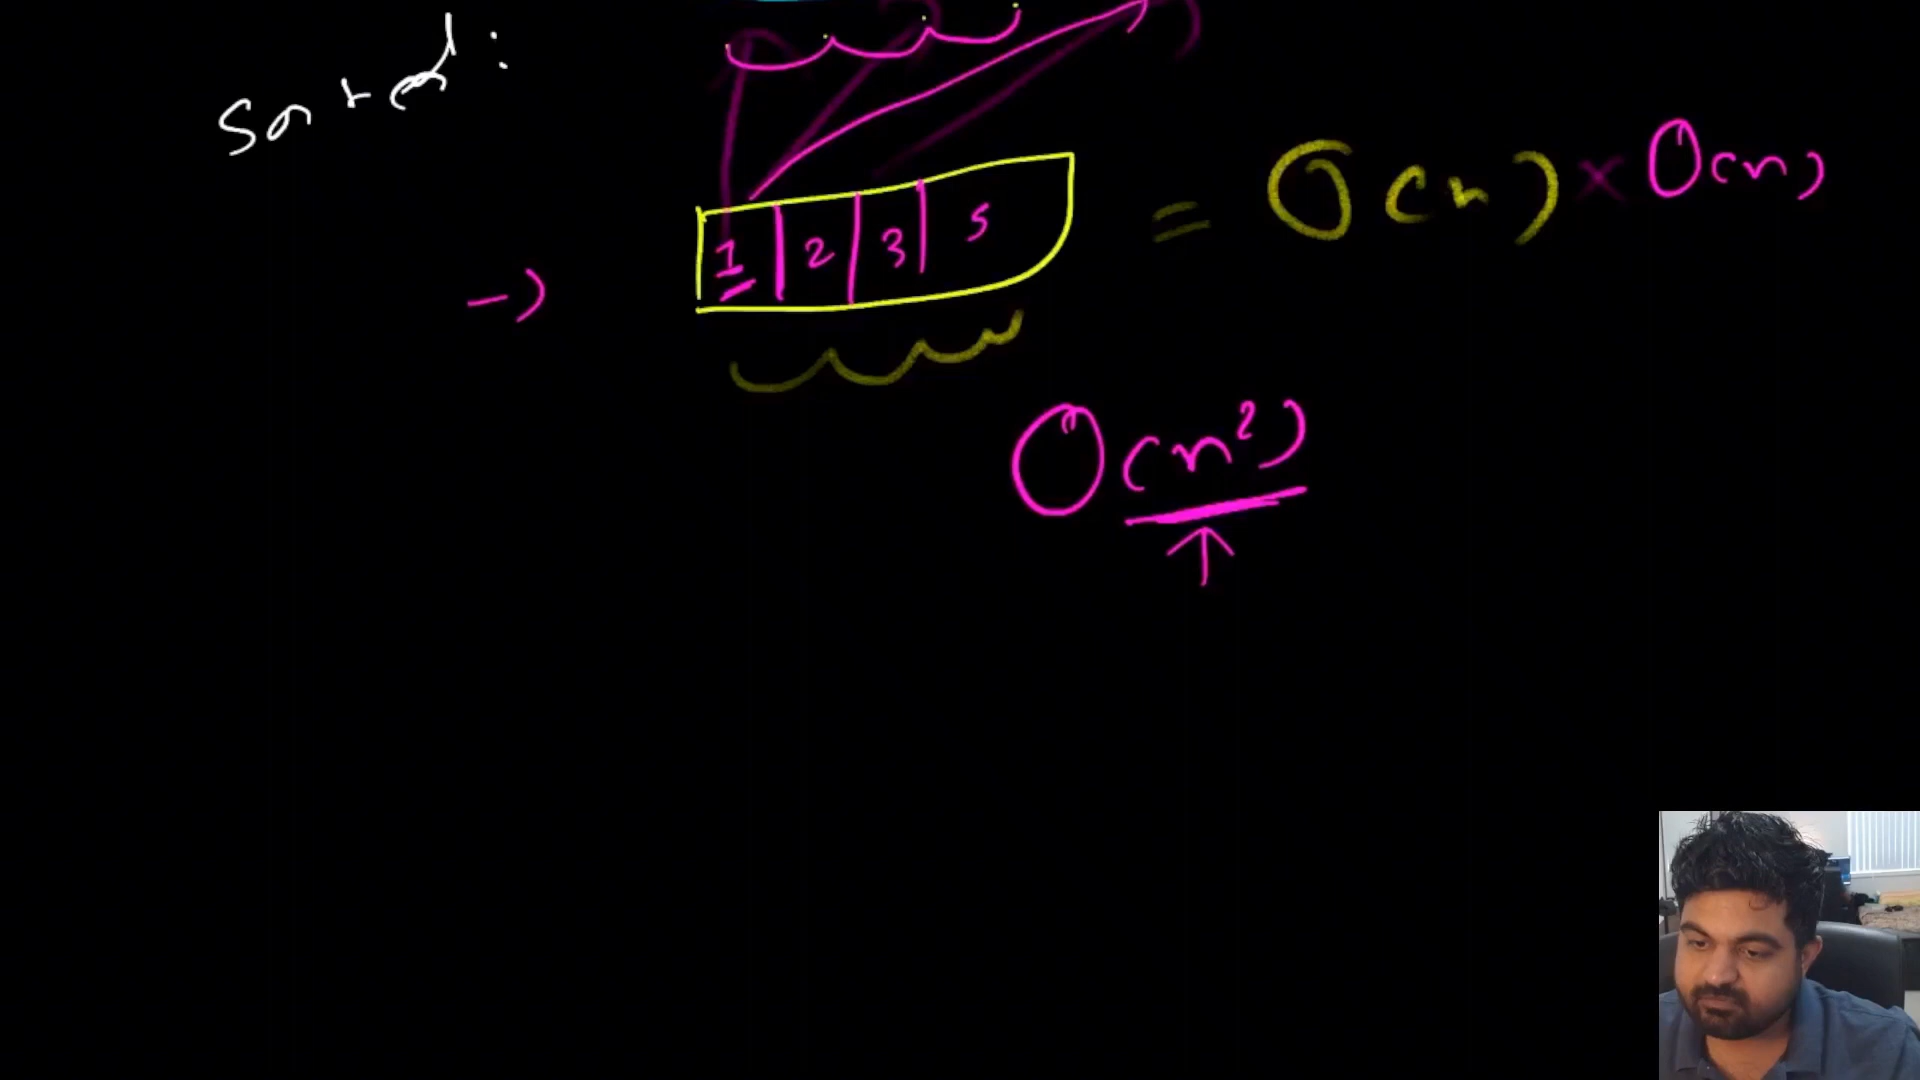 Sorted :
1 2 3 5 = O(n) × O(n)
O(n²)